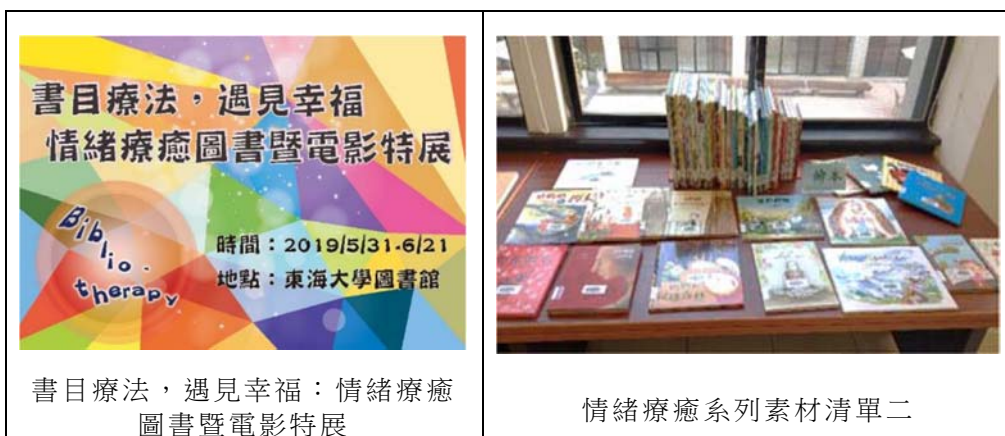 書目療法，遇見幸福
情緒療癒圖書暨電影特展
Biblio-
therapy
時間：2019/5/31-6/21
地點：東海大學圖書館
繪本
書目療法，遇見幸福：情緒療癒
圖書暨電影特展
情緒療癒系列素材清單二